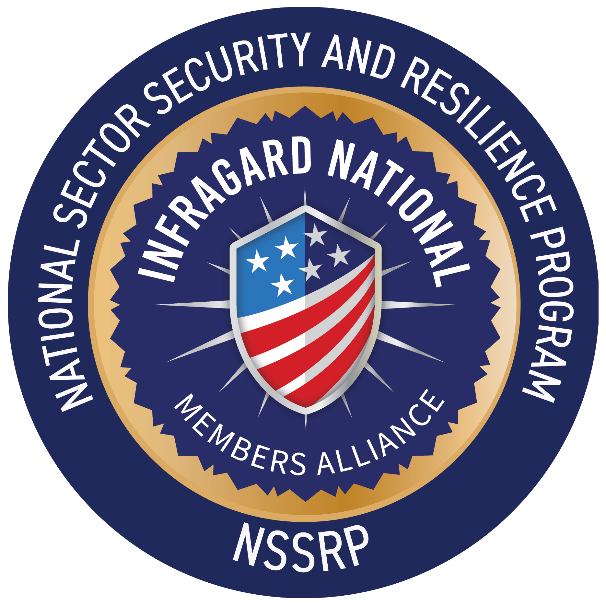 NATIONAL SECTOR SECURITY AND RESILIENCE PROGRAM
INFRAGARD NATIONAL
MEMBERS ALLIANCE
NSSRP